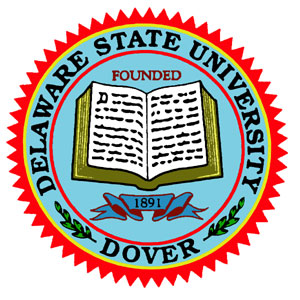 DELAWARE STATE UNIVERSITY
FOUNDED
1891
DOVER